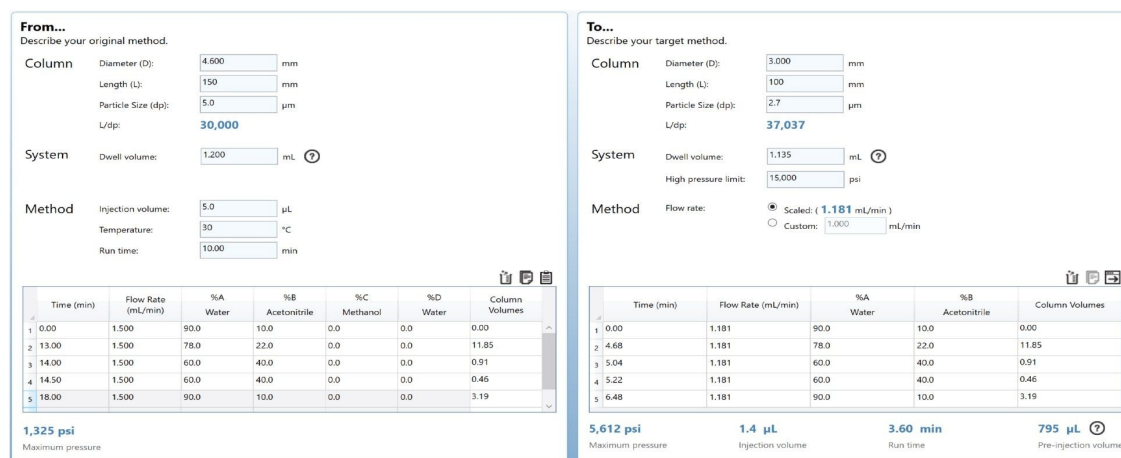 From...
Describe your original method.
Column
Diameter (D): 4.600 mm
Length (L): 150 mm
Particle Size (dp): 5.0 µm
L/dp: 30,000
System
Dwell volume: 1.200 mL ?
Method
Injection volume: 5.0 µL
Temperature: 30 °C
Run time: 10.00 min
Time (min) Flow Rate (mL/min) %A Water %B Acetonitrile %C Methanol %D Water Column Volumes
1 0.00 1.500 90.0 10.0 0.0 0.0 0.00
2 13.00 1.500 78.0 22.0 0.0 0.0 11.85
3 14.00 1.500 60.0 40.0 0.0 0.0 0.91
4 14.50 1.500 60.0 40.0 0.0 0.0 0.46
5 18.00 1.500 90.0 10.0 0.0 0.0 3.19
1,325 psi
Maximum pressure
To...
Describe your target method.
Column
Diameter (D): 3.000 mm
Length (L): 100 mm
Particle Size (dp): 2.7 µm
L/dp: 37,037
System
Dwell volume: 1.135 mL ?
High pressure limit: 15,000 psi
Method
Flow rate: Scaled: ( 1.181 mL/min )
Custom: 1.000 mL/min
Time (min) Flow Rate (mL/min) %A Water %B Acetonitrile Column Volumes
1 0.00 1.181 90.0 10.0 0.00
2 4.68 1.181 78.0 22.0 11.85
3 5.04 1.181 60.0 40.0 0.91
4 5.22 1.181 60.0 40.0 0.46
5 6.48 1.181 90.0 10.0 3.19
5,612 psi 1.4 µL 3.60 min 795 µL ?
Maximum pressure Injection volume Run time Pre-injection volume